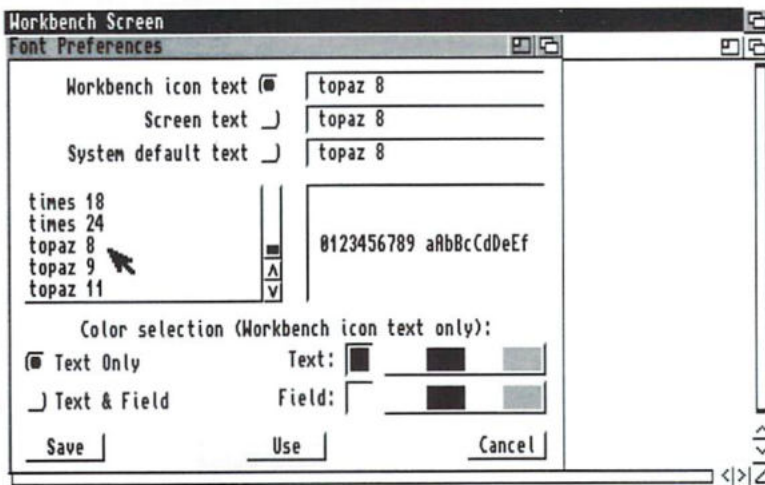 Workbench Screen
Font Preferences
Workbench icon text topaz 8
Screen text topaz 8
System default text topaz 8
times 18
times 24
topaz 8
topaz 9
topaz 11
0123456789 aAbBcCdDeEf
Color selection (Workbench icon text only):
Text Only
Text:
Text & Field
Field:
Save Use Cancel